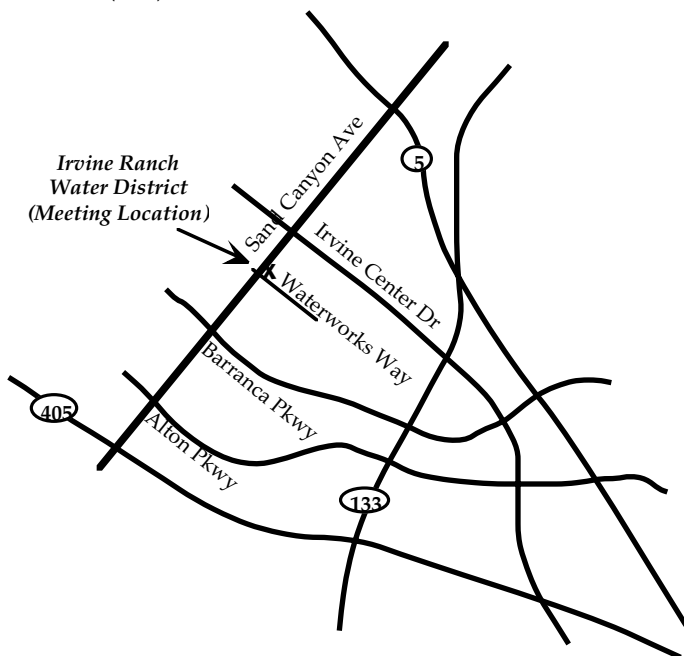 Irvine Ranch
Water District
(Meeting Location)
Sand Canyon Ave
5
Irvine Center Dr
X
Waterworks Way
Barranca Pkwy
405
Alton Pkwy
133